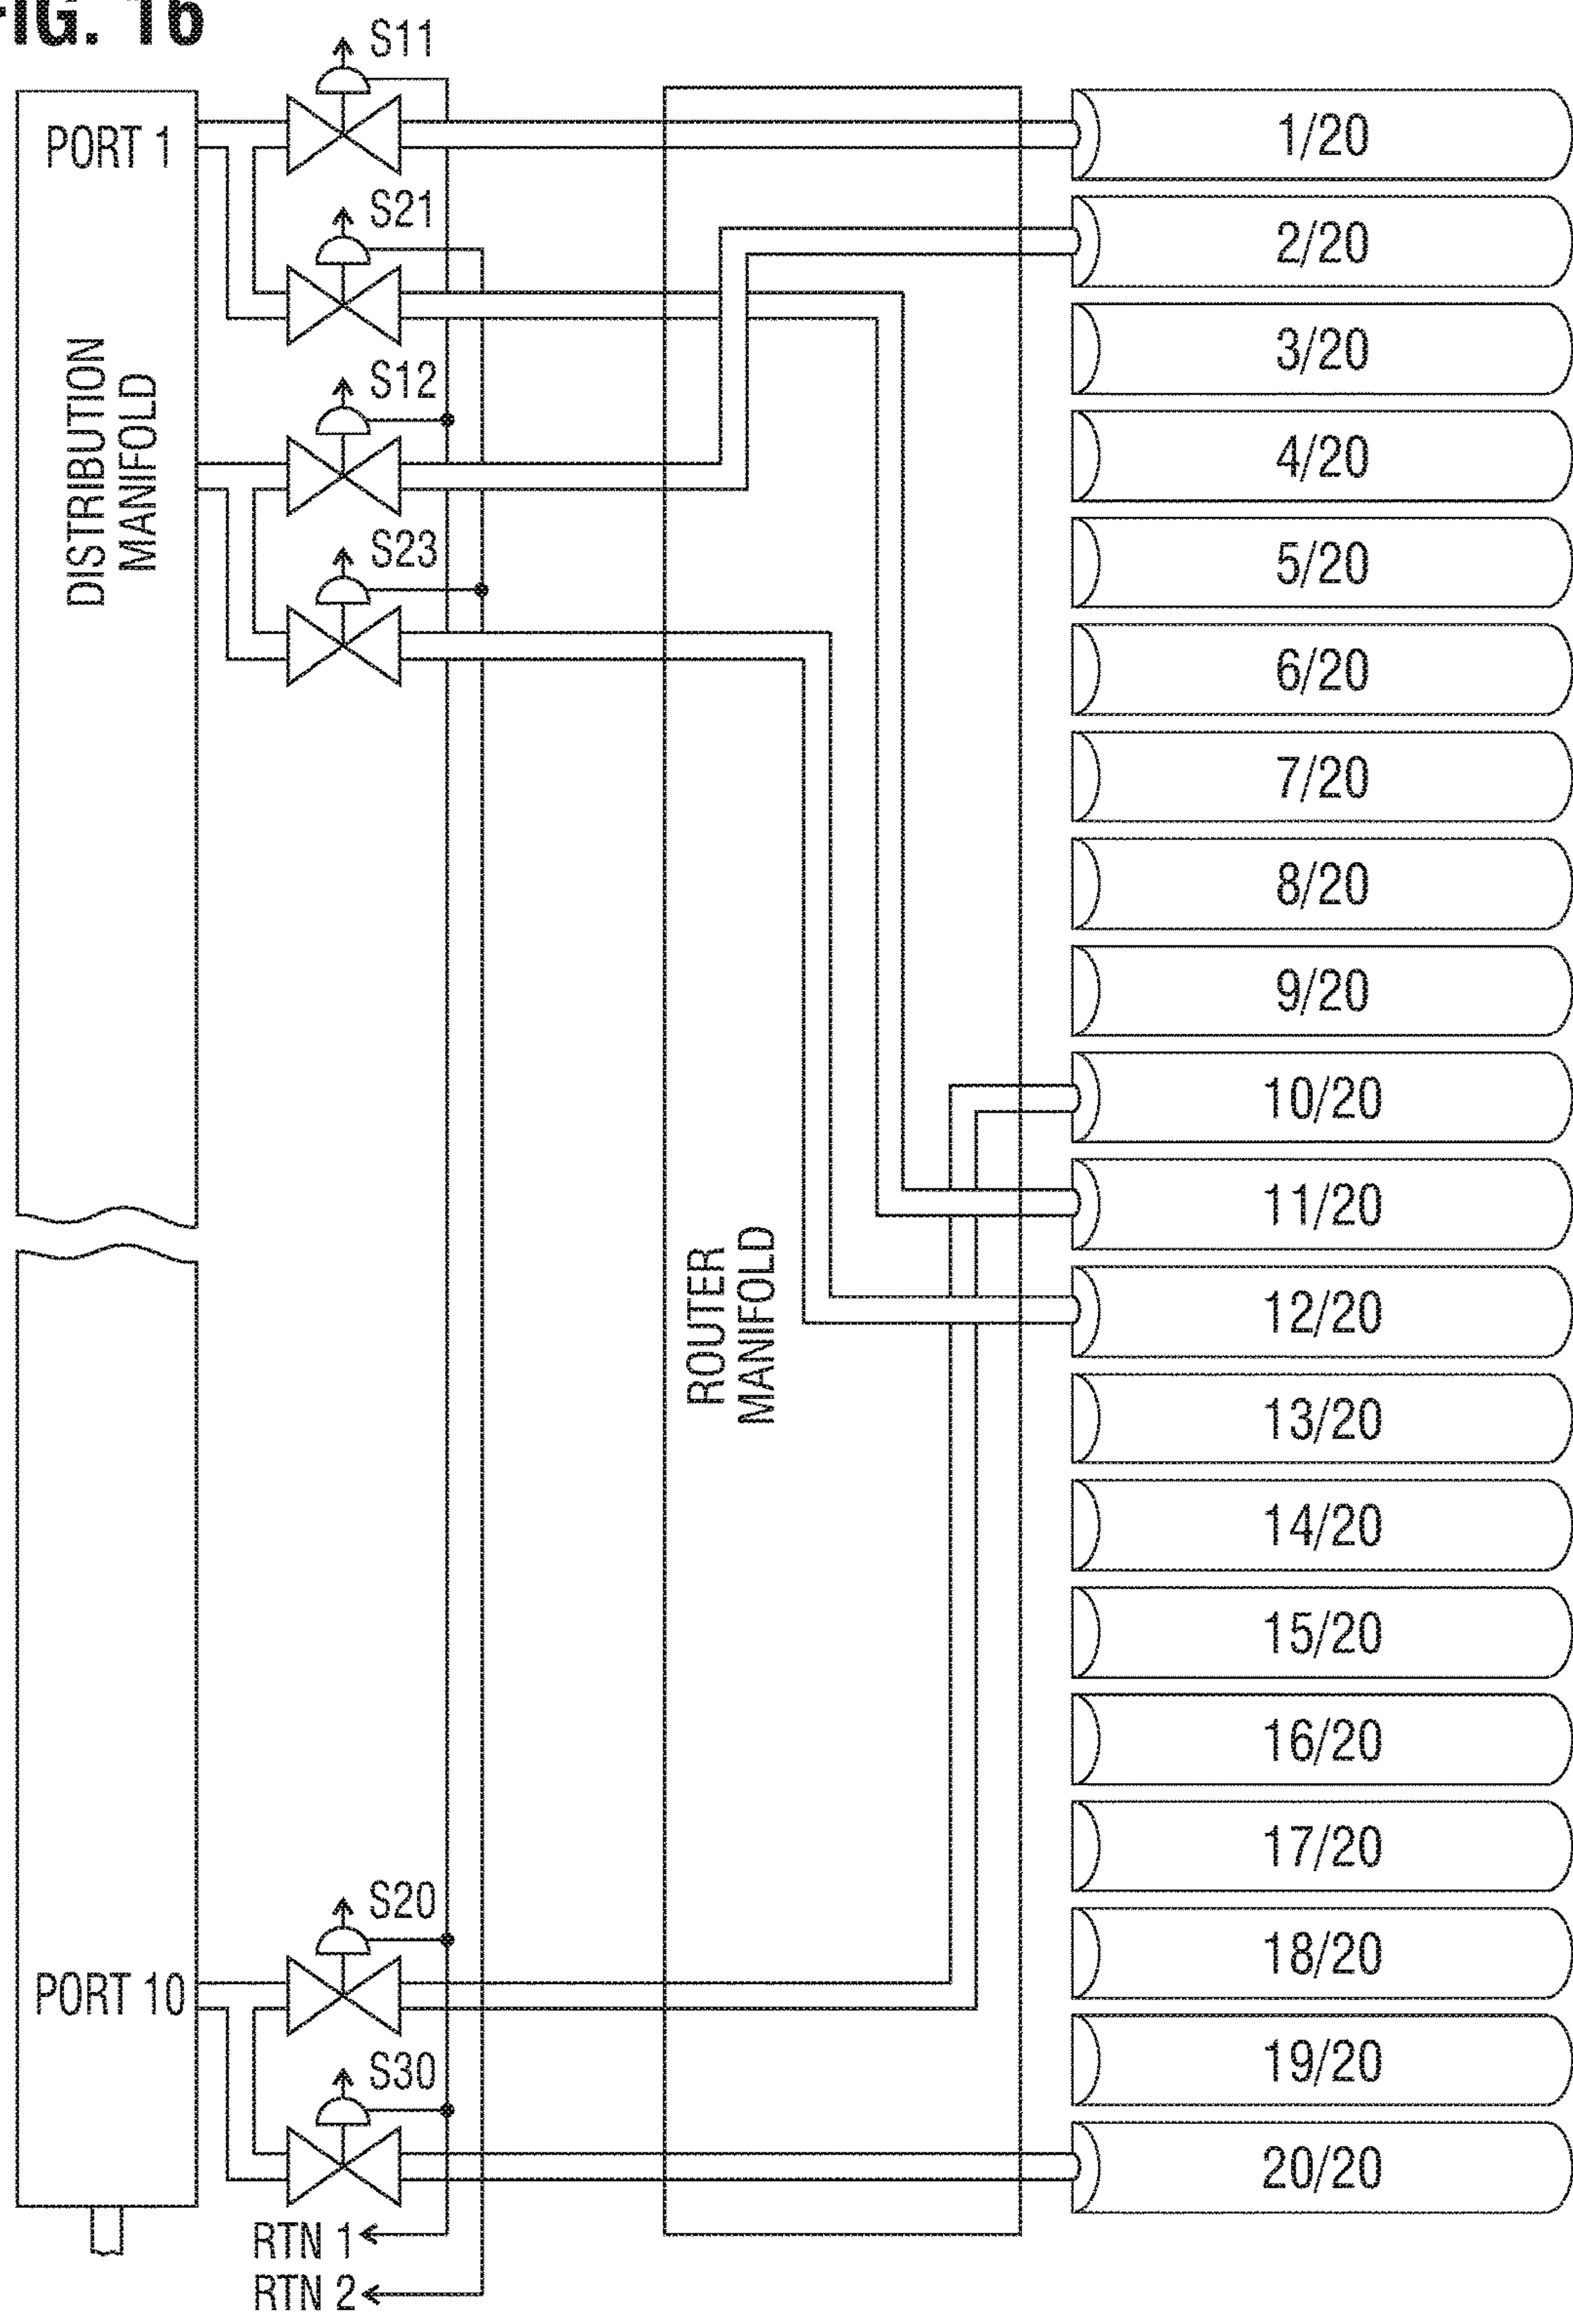 FIG. 16
S11
PORT 1
S21
DISTRIBUTION
MANIFOLD
S12
S23
ROUTER
MANIFOLD
S20
PORT 10
S30
RTN 1
RTN 2
1/20
2/20
3/20
4/20
5/20
6/20
7/20
8/20
9/20
10/20
11/20
12/20
13/20
14/20
15/20
16/20
17/20
18/20
19/20
20/20